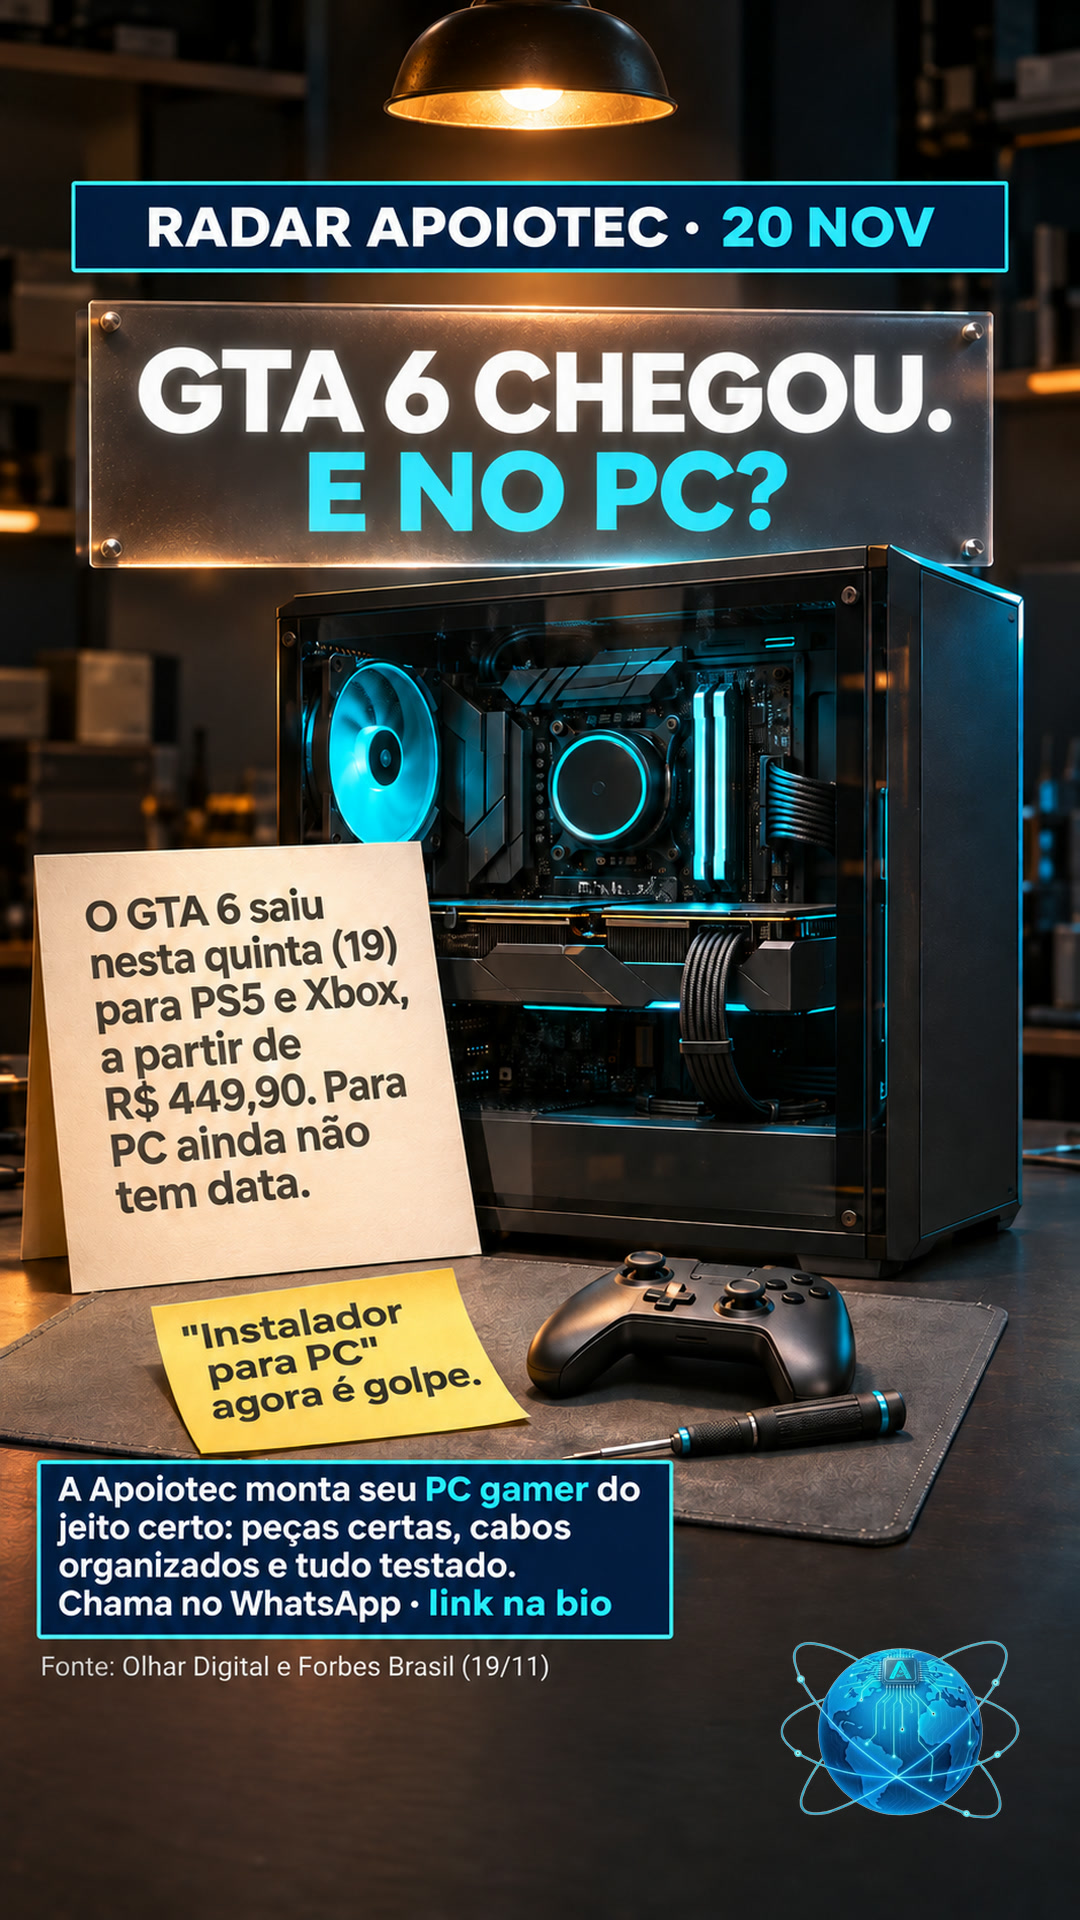 RADAR APOIOTEC · 20 NOV
GTA 6 CHEGOU.
E NO PC?
O GTA 6 saiu
nesta quinta (19)
para PS5 e Xbox,
a partir de
R$ 449,90. Para
PC ainda não
tem data.
"Instalador
para PC"
agora é golpe.
A Apoiotec monta seu PC gamer do
jeito certo: peças certas, cabos
organizados e tudo testado.
Chama no WhatsApp · link na bio
Fonte: Olhar Digital e Forbes Brasil (19/11)
A